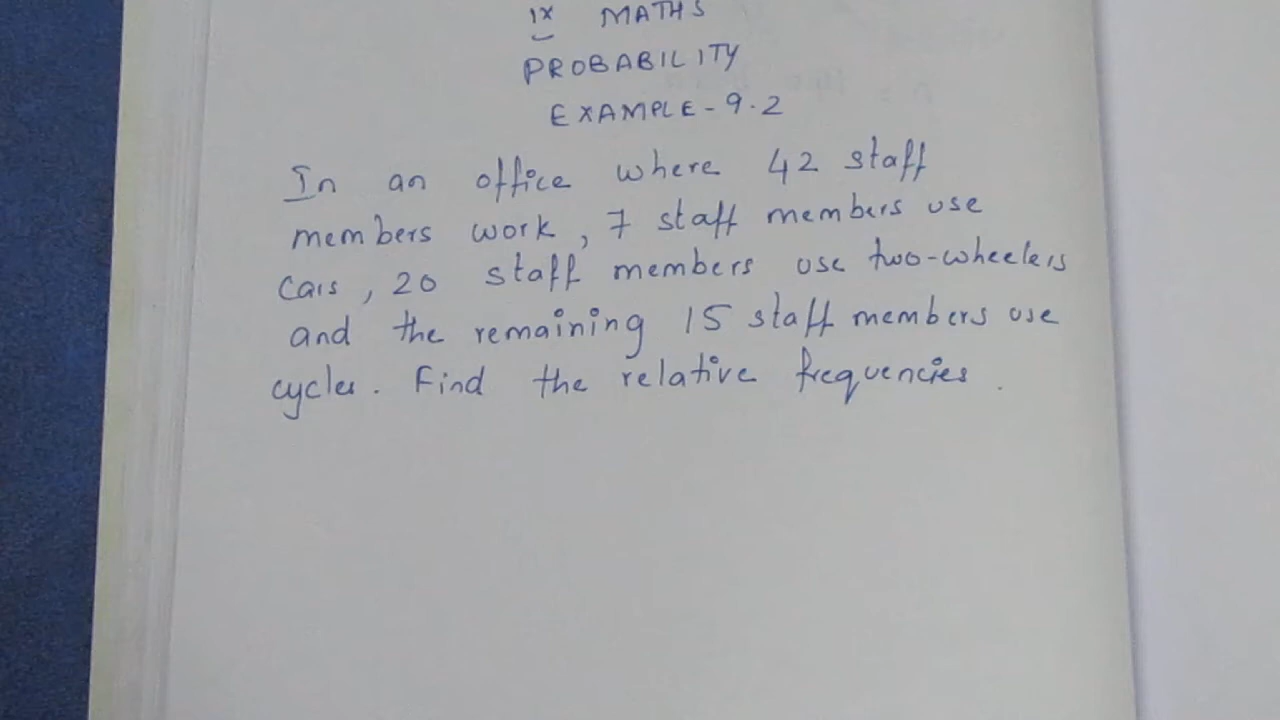 IX MATHS
PROBABILITY
EXAMPLE-9.2
In an office where 42 staff
members work, 7 staff members use
cars, 20 staff members use two-wheelers
and the remaining 15 staff members use
cycles. Find the relative frequencies.